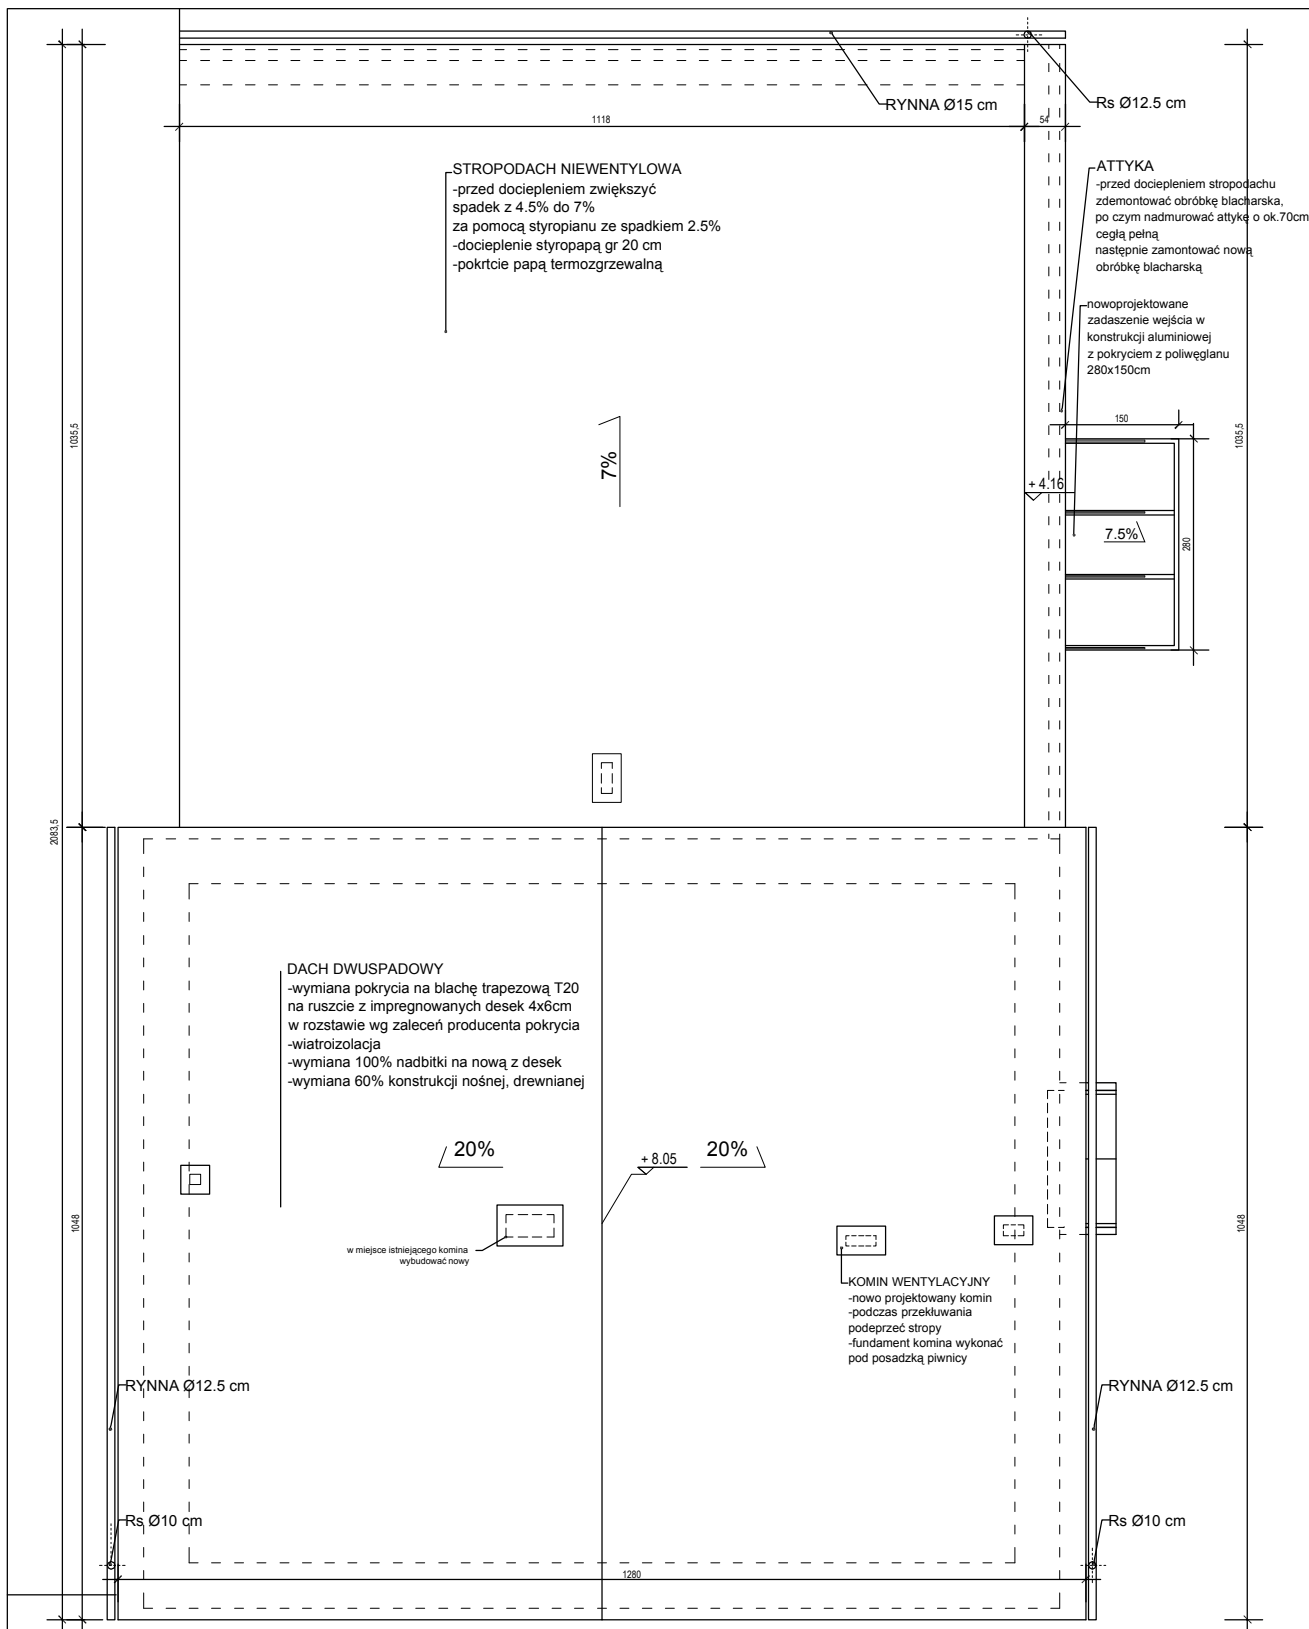 RYNNA Ø15 cm
Rs Ø12.5 cm
1118
54
STROPODACH NIEWENTYLOWA
-przed dociepleniem zwiększyć
spadek z 4.5% do 7%
za pomocą styropianu ze spadkiem 2.5%
-docieplenie styropapą gr 20 cm
-pokrtcie papą termozgrzewalną
ATTYKA
-przed dociepleniem stropodachu
zdemontować obróbkę blacharska,
po czym nadmurować attykę o ok.70cm
cegłą pełną
następnie zamontować nową
obróbkę blacharską
nowoprojektowane
zadaszenie wejścia w
konstrukcji aluminiowej
z pokryciem z poliwęglanu
280x150cm
150
1035,5
7%
1035,5
+ 4.16
7.5%
280
2083,5
DACH DWUSPADOWY
-wymiana pokrycia na blachę trapezową T20
na ruszcie z impregnowanych desek 4x6cm
w rozstawie wg zaleceń producenta pokrycia
-wiatroizolacja
-wymiana 100% nadbitki na nową z desek
-wymiana 60% konstrukcji nośnej, drewnianej
20%
+ 8.05
20%
1048
1048
w miejsce istniejącego komina
wybudować nowy
KOMIN WENTYLACYJNY
-nowo projektowany komin
-podczas przekłuwania
podeprzeć stropy
-fundament komina wykonać
pod posadzką piwnicy
RYNNA Ø12.5 cm
RYNNA Ø12.5 cm
Rs Ø10 cm
Rs Ø10 cm
1280